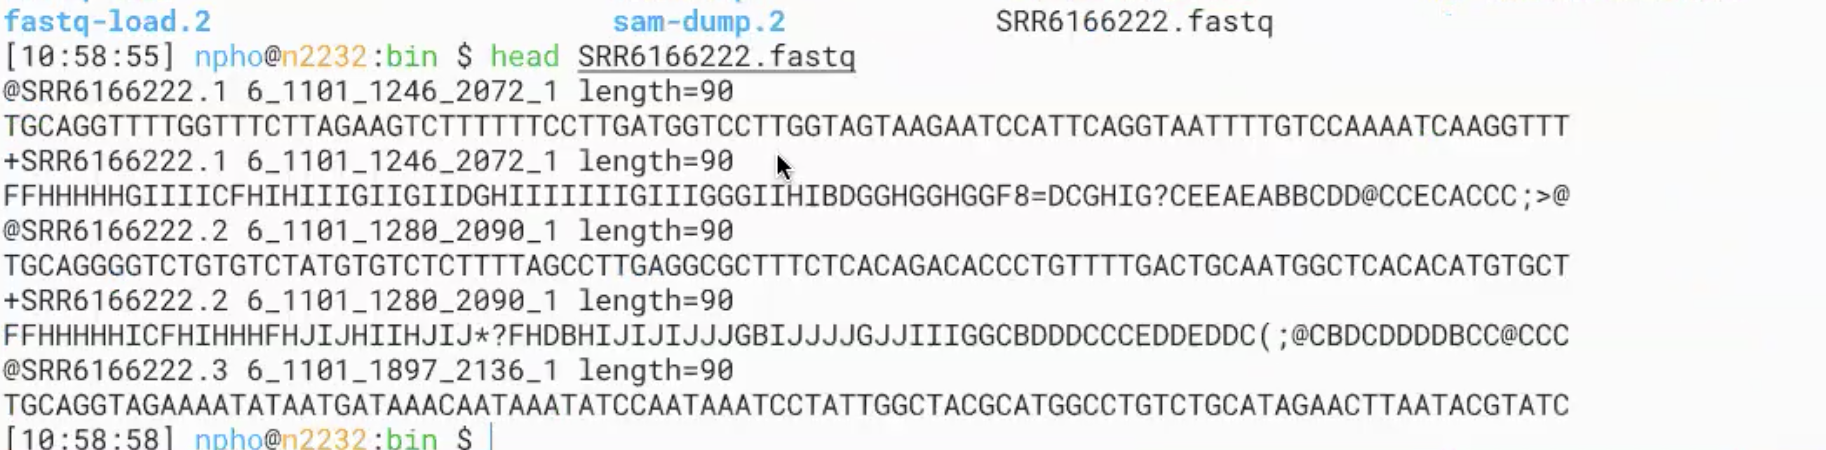 fastq-load.2 sam-dump.2 SRR6166222.fastq
[10:58:55] npho@n2232:bin $ head SRR6166222.fastq
@SRR6166222.1 6_1101_1246_2072_1 length=90
TGCAGGTTTTGGTTTCTTAGAAGTCTTTTTTCCTTGATGGTCCTTGGTAGTAAGAATCCATTCAGGTAATTTTGTCCAAAATCAAGGTTT
+SRR6166222.1 6_1101_1246_2072_1 length=90
FFHHHHHGIIIICFHIHIIIGIIGIIDGHIIIIIIIGIIIGGGIIHIBDGGHGGHGGF8=DCGHIG?CEEAEABBCDD@CCECACCC;>@
@SRR6166222.2 6_1101_1280_2090_1 length=90
TGCAGGGGTCTGTGTCTATGTGTCTCTTTTAGCCTTGAGGCGCTTTCTCACAGACACCCTGTTTTGACTGCAATGGCTCACACATGTGCT
+SRR6166222.2 6_1101_1280_2090_1 length=90
FFHHHHHICFHIHHHFHJIJHIIHJIJ*?FHDBHIJIJIJJJGBIJJJJGJJIIIGGCBDDDCCCEDDEDDC(;@CBDCDDDDBCC@CCC
@SRR6166222.3 6_1101_1897_2136_1 length=90
TGCAGGTAGAAAATATAATGATAAACAATAAATATCCAATAAATCCTATTGGCTACGCATGGCCTGTCTGCATAGAACTTAATACGTATC
[10:58:58] npho@n2232:bin $